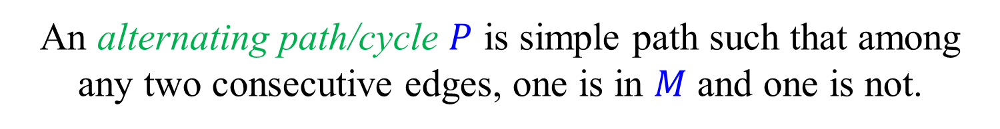 An alternating path/cycle P is simple path such that among
any two consecutive edges, one is in M and one is not.